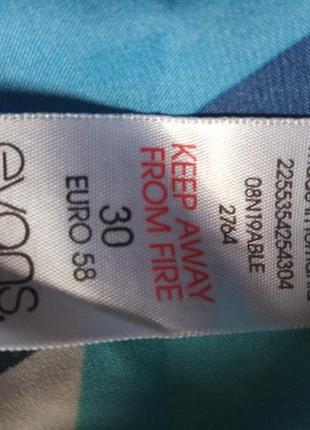 2255354254304
08N19ABLE
2764
KEEP AWAY
FROM FIRE
30
EURO 58
evans.